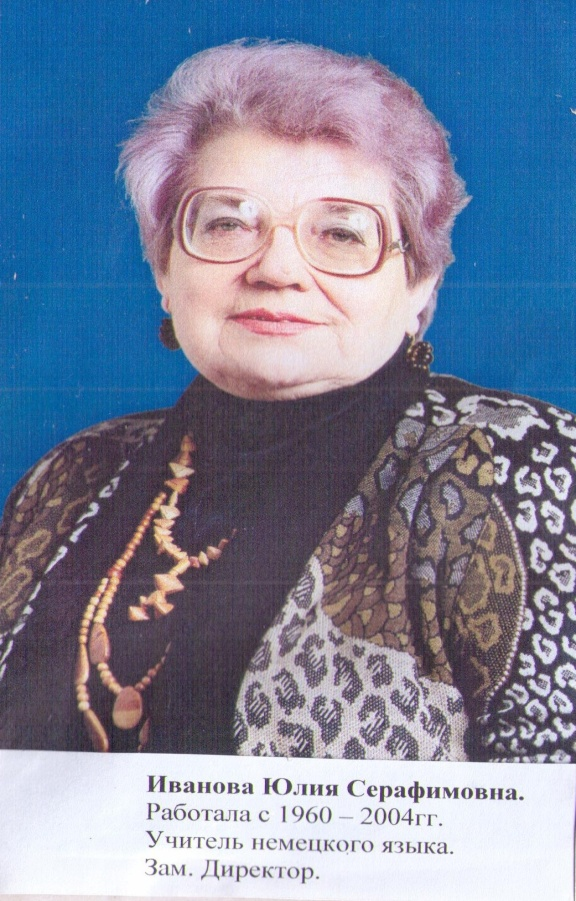 Иванова Юлия Серафимовна.
Работала с 1960 – 2004гг.
Учитель немецкого языка.
Зам. Директор.